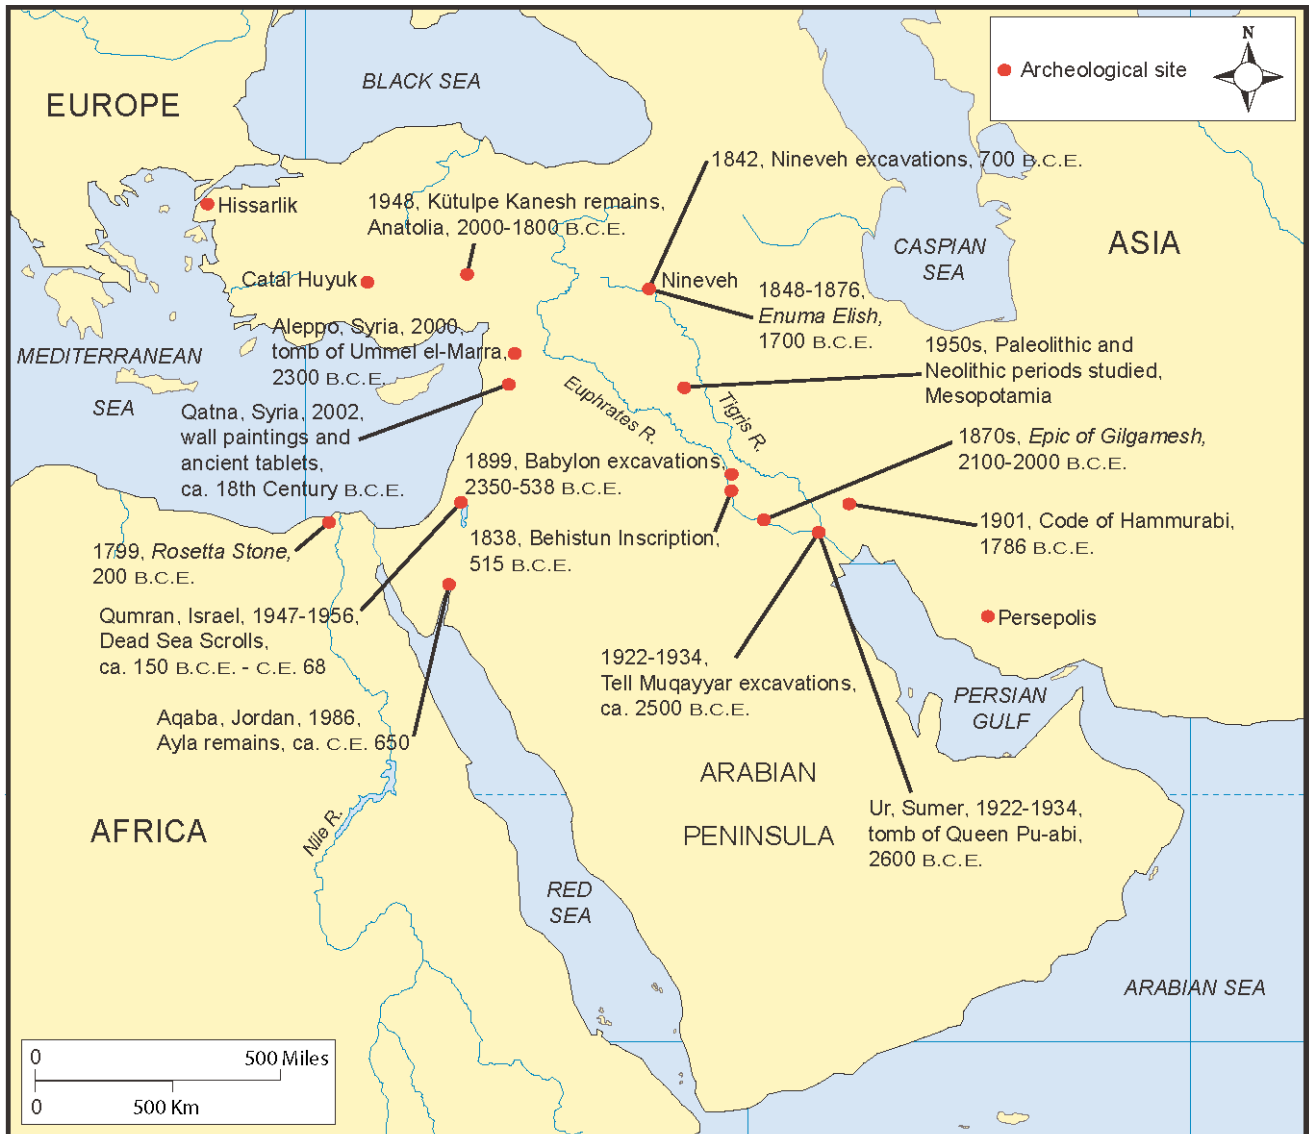 N
Archeological site
BLACK SEA
EUROPE
1842, Nineveh excavations, 700 B.C.E.
Hissarlik
1948, Kütulpe Kanesh remains,
Anatolia, 2000-1800 B.C.E.
CASPIAN
SEA
ASIA
Catal Huyuk
Nineveh
1848-1876,
Enuma Elish,
1700 B.C.E.
Aleppo, Syria, 2000,
tomb of Ummel el-Marra,
2300 B.C.E.
MEDITERRANEAN
SEA
1950s, Paleolithic and
Neolithic periods studied,
Mesopotamia
Euphrates R.
Tigris R.
Qatna, Syria, 2002,
wall paintings and
ancient tablets,
ca. 18th Century B.C.E.
1870s, Epic of Gilgamesh,
2100-2000 B.C.E.
1899, Babylon excavations,
2350-538 B.C.E.
1901, Code of Hammurabi,
1786 B.C.E.
1838, Behistun Inscription,
515 B.C.E.
1799, Rosetta Stone,
200 B.C.E.
Qumran, Israel, 1947-1956,
Dead Sea Scrolls,
ca. 150 B.C.E. - C.E. 68
Persepolis
1922-1934,
Tell Muqayyar excavations,
ca. 2500 B.C.E.
PERSIAN
GULF
Aqaba, Jordan, 1986,
Ayla remains, ca. C.E. 650
ARABIAN
PENINSULA
Ur, Sumer, 1922-1934,
tomb of Queen Pu-abi,
2600 B.C.E.
AFRICA
Nile R.
RED
SEA
ARABIAN SEA
0 500 Miles
0 500 Km